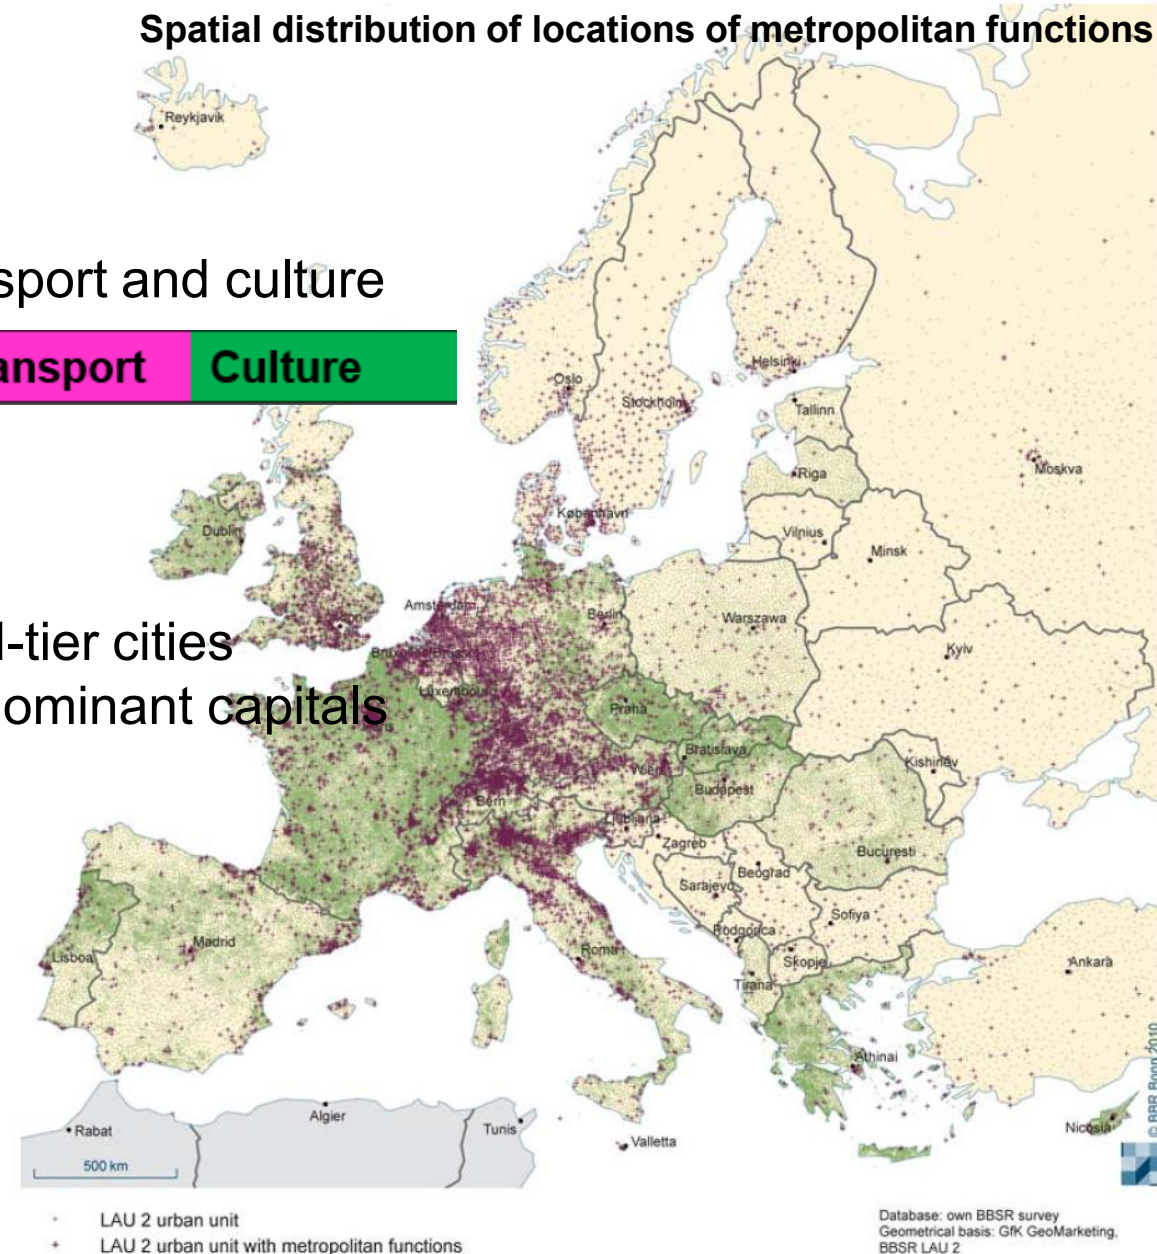 Spatial distribution of locations of metropolitan functions
Reykjavik
sport and culture
ansport Culture
Helsinki
Oslo
Stockholm
Tallinn
Moskva
Riga
København
Dublin
Vilnius
Minsk
Amsterdam
Berlin
Warszawa
l-tier cities
Kyiv
Luxembourg
ominant capitals
Praha
Bratislava
Kishinev
Wien
Budapest
Bern
Ljubljana
Zagreb
Bucuresti
Beograd
Sarajevo
Sofiya
Podgorica
Madrid
Roma
Lisboa
Skopje
Ankara
Tirana
Athinai
© BBR Bonn 2010
Algier
Rabat
Tunis
Nicosia
Valletta
500 km
LAU 2 urban unit
LAU 2 urban unit with metropolitan functions
Database: own BBSR survey
Geometrical basis: GfK GeoMarketing,
BBSR LAU 2